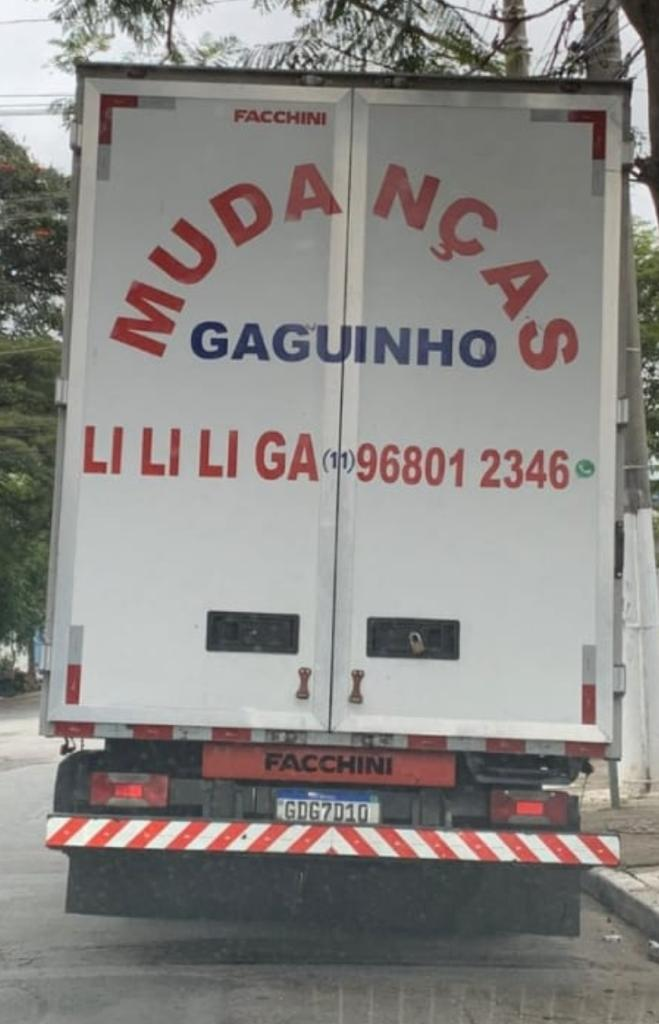 FACCHINI
MUDANÇAS
GAGUINHO
LI LI LI GA (11) 96801 2346
FACCHINI
GDG7D10